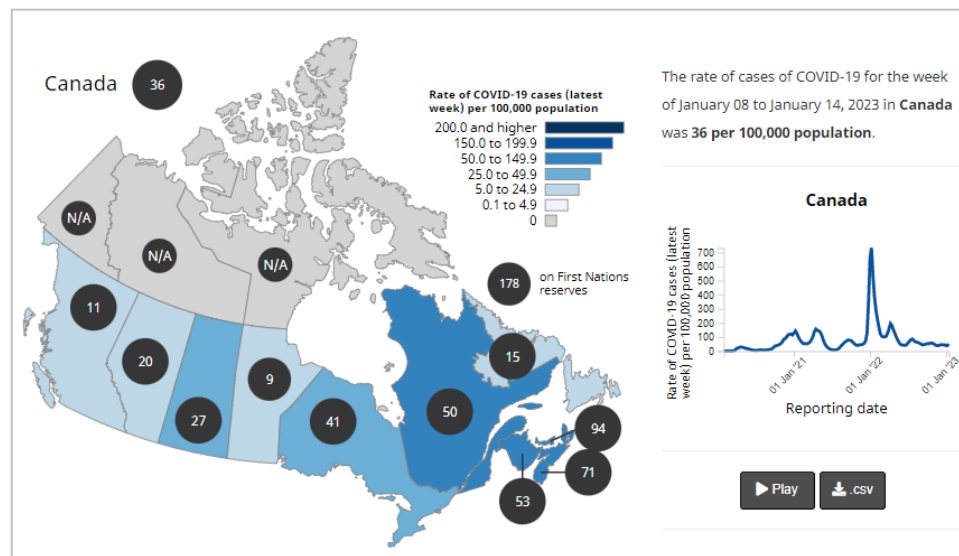 Canada 36
Rate of COVID-19 cases (latest
week) per 100,000 population
200.0 and higher
150.0 to 199.9
50.0 to 149.9
25.0 to 49.9
5.0 to 24.9
0.1 to 4.9
0
N/A
N/A
N/A
178 on First Nations
reserves
11
20
27
9
41
50
15
94
71
53
The rate of cases of COVID-19 for the week
of January 08 to January 14, 2023 in Canada
was 36 per 100,000 population.
Canada
Rate of COVID-19 cases (latest
week) per 100,000 population
700
600
500
400
300
200
100
0
01 Jan '21
01 Jan '22
01 Jan '23
Reporting date
Play
.csv